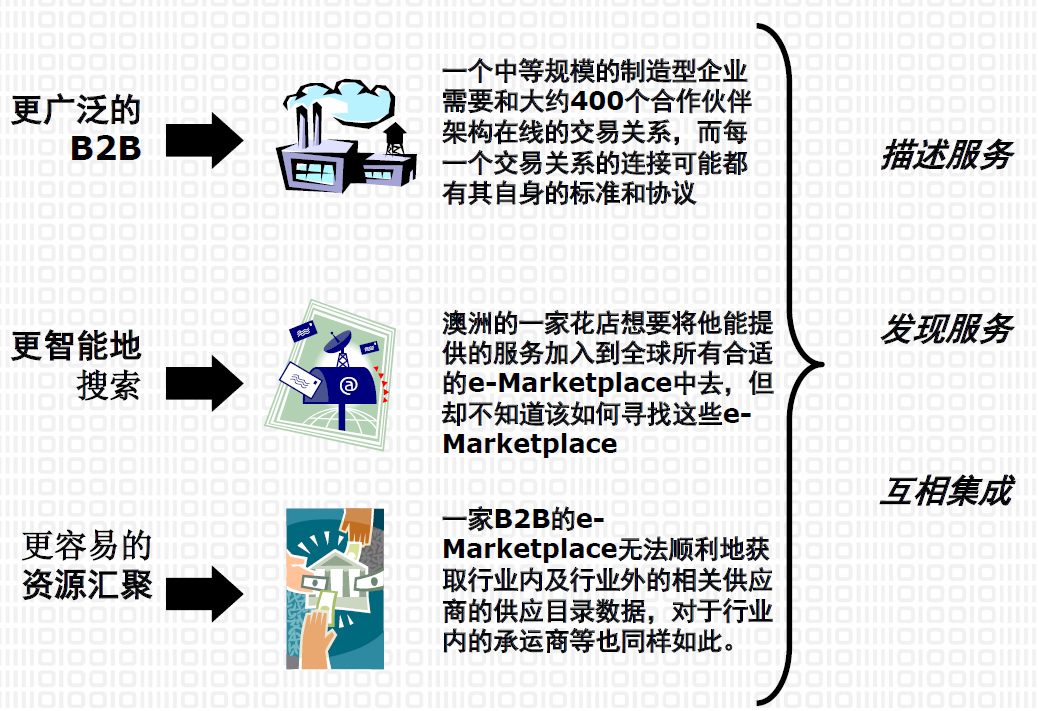 更广泛的
B2B
一个中等规模的制造型企业
需要和大约400个合作伙伴
架构在线的交易关系，而每
一个交易关系的连接可能都
有其自身的标准和协议
描述服务
更智能地
搜索
@
澳洲的一家花店想要将他能提
供的服务加入到全球所有合适
的e-Marketplace中去，但
却不知道该如何寻找这些e-
Marketplace
发现服务
更容易的
资源汇聚
一家B2B的e-
Marketplace无法顺利地获
取行业内及行业外的相关供应
商的供应目录数据，对于行业
内的承运商等也同样如此。
互相集成